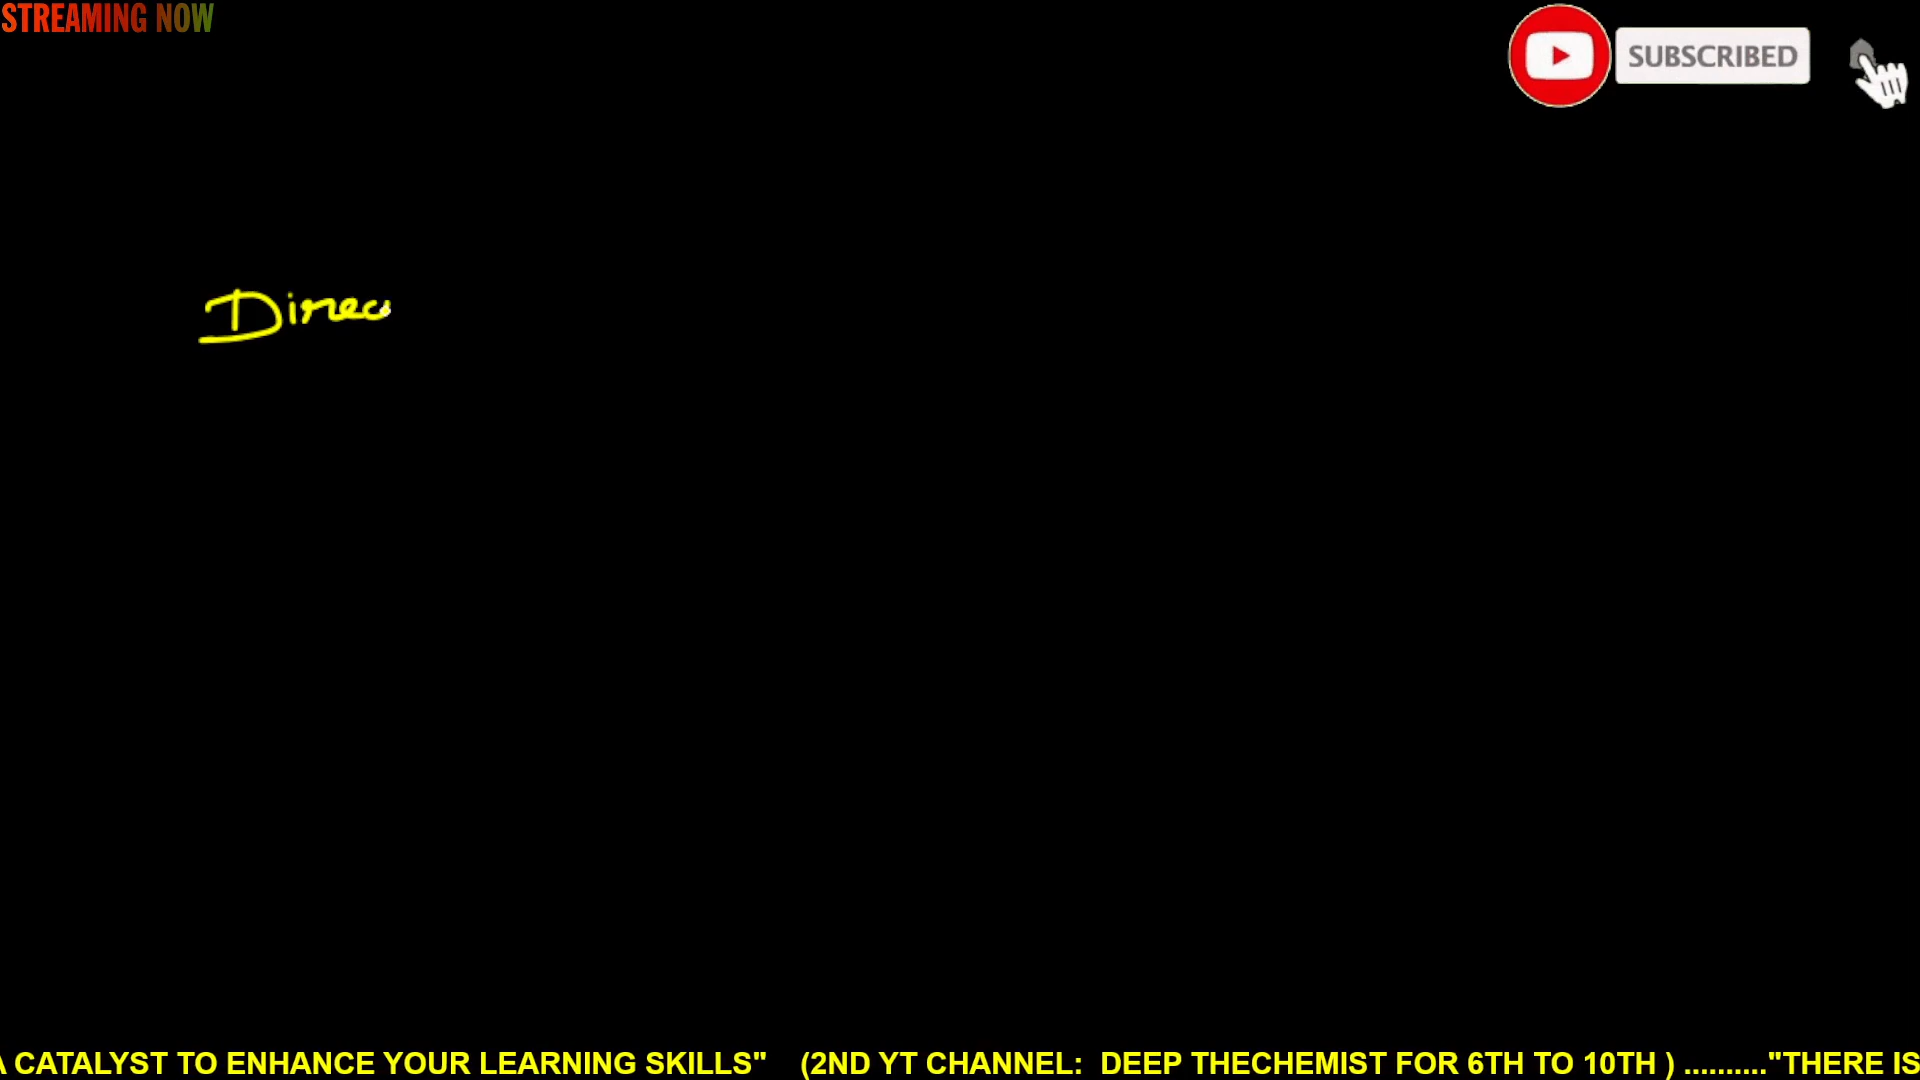 STREAMING NOW
SUBSCRIBED
Direc
A CATALYST TO ENHANCE YOUR LEARNING SKILLS" (2ND YT CHANNEL: DEEP THECHEMIST FOR 6TH TO 10TH ) .........."THERE IS